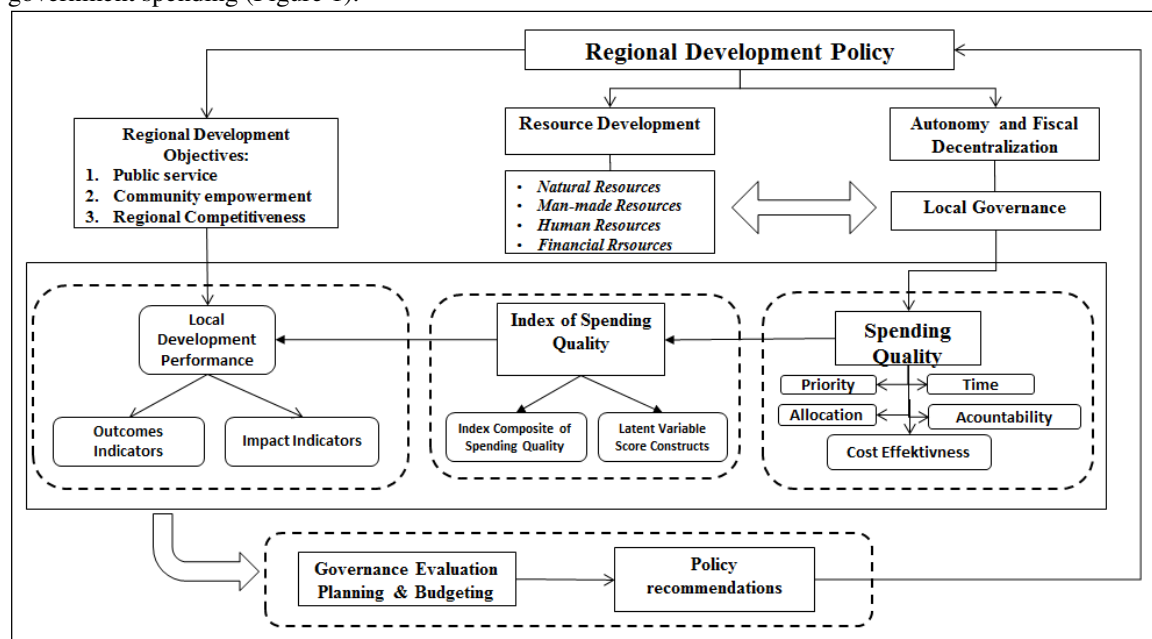 government spending (Figure 1).
Regional Development Policy
Regional Development
Objectives:
1. Public service
2. Community empowerment
3. Regional Competitiveness
Resource Development
• Natural Resources
• Man-made Resources
• Human Resources
• Financial Rrsources
Autonomy and Fiscal
Decentralization
Local Governance
Local
Development
Performance
Outcomes
Indicators
Impact Indicators
Index of Spending
Quality
Index Composite of
Spending Quality
Latent Variable
Score Constructs
Spending
Quality
Priority
Time
Allocation
Acountability
Cost Effektivness
Governance Evaluation
Planning & Budgeting
Policy
recommendations